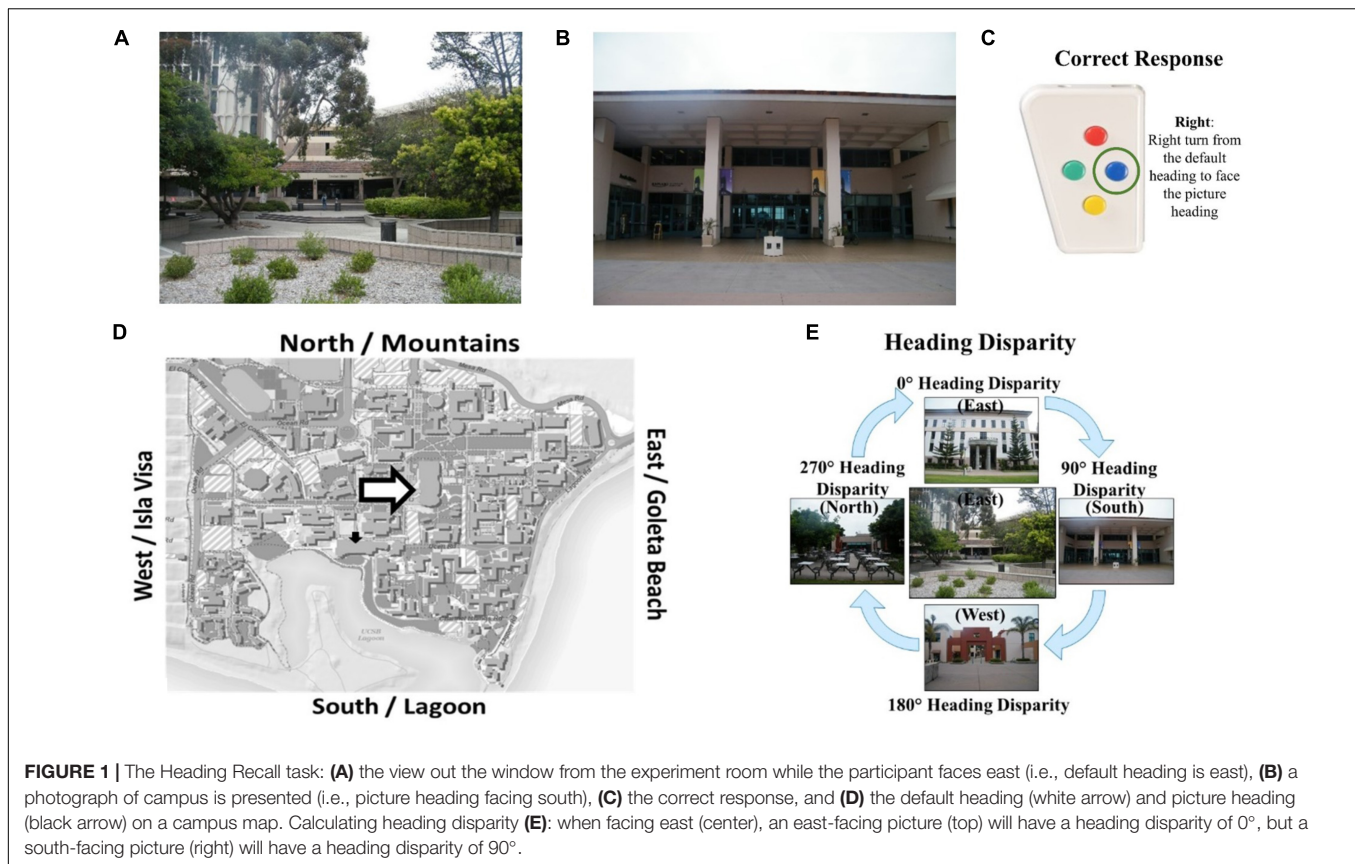 A
B
C
Correct Response
Right:
Right turn from
the default
heading to face
the picture
heading
D
North / Mountains
West / Isla Visa
East / Goleta Beach
Mesa Rd
Ocean Rd
UCSB
Lagoon
South / Lagoon
E
Heading Disparity
0° Heading Disparity
(East)
270° Heading
Disparity
(North)
(East)
90° Heading
Disparity
(South)
(West)
180° Heading Disparity
FIGURE 1 | The Heading Recall task: (A) the view out the window from the experiment room while the participant faces east (i.e., default heading is east), (B) a
photograph of campus is presented (i.e., picture heading facing south), (C) the correct response, and (D) the default heading (white arrow) and picture heading
(black arrow) on a campus map. Calculating heading disparity (E): when facing east (center), an east-facing picture (top) will have a heading disparity of 0°, but a
south-facing picture (right) will have a heading disparity of 90°.